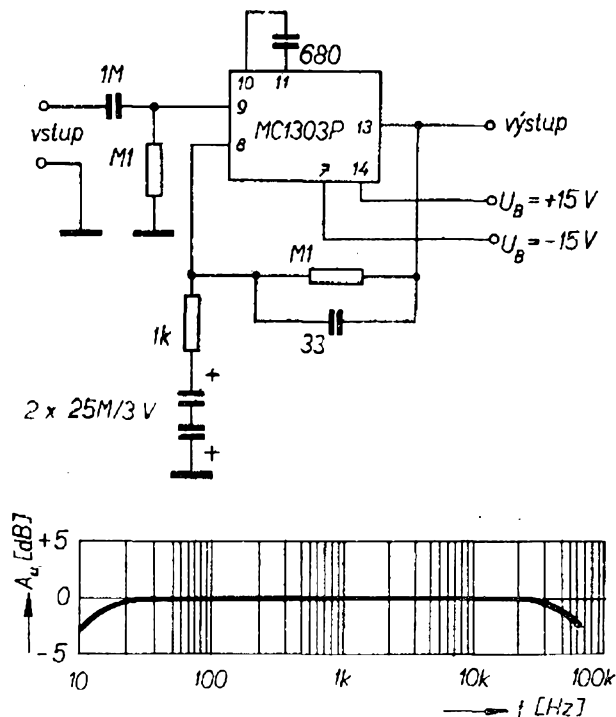 680
10 11
1M
9
MC1303P
13
výstup
vstup
8
M1
7 14
U_B = +15 V
U_B = -15 V
M1
1k
33
+
2 x 25M/3 V
+
A_u [dB]
+5
0
-5
10 100 1k 10k 100k
f [Hz]